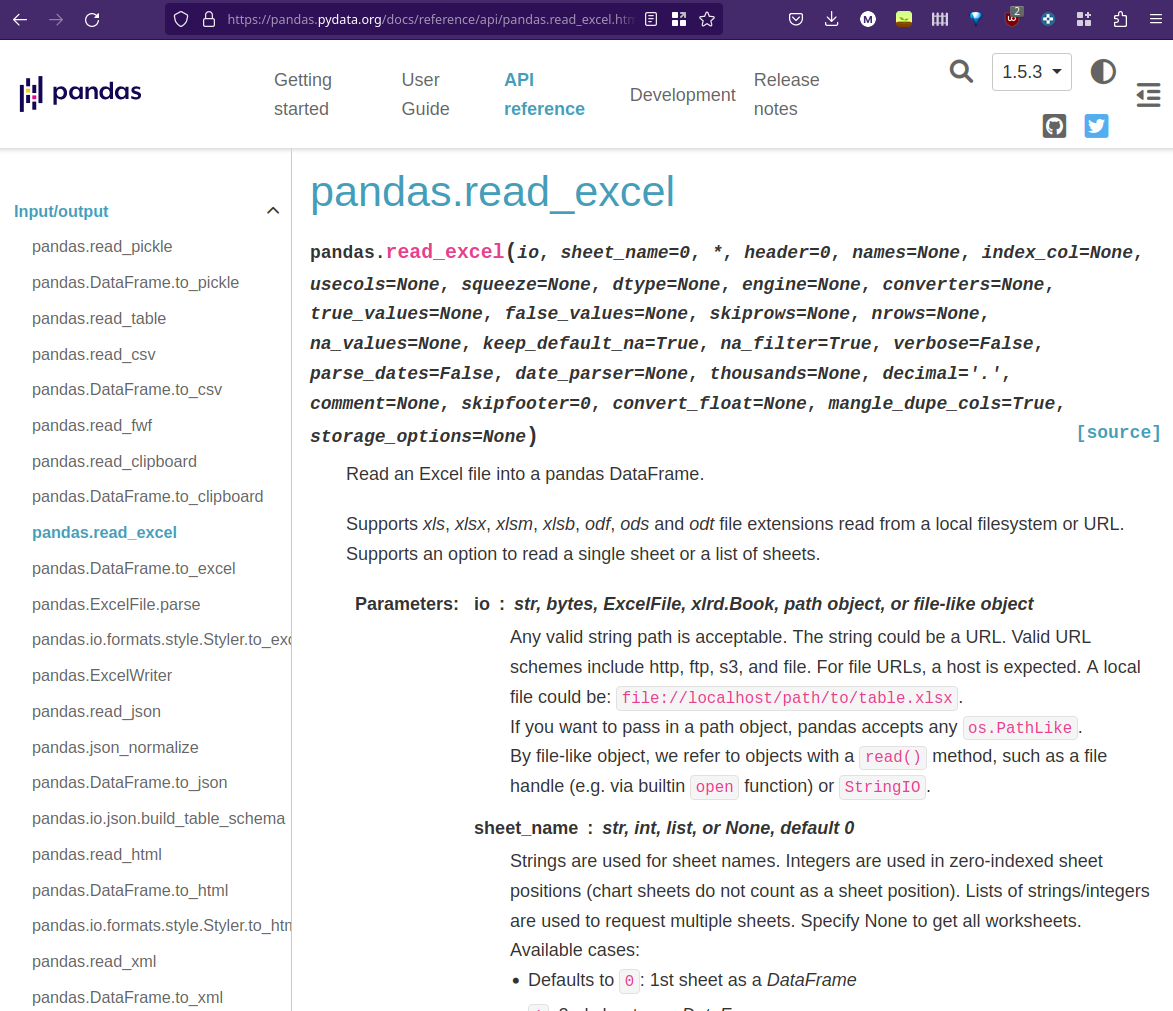 https://pandas.pydata.org/docs/reference/api/pandas.read_excel.htm
2
pandas
Getting started
User Guide
API reference
Development
Release notes
1.5.3
Input/output
pandas.read_pickle
pandas.DataFrame.to_pickle
pandas.read_table
pandas.read_csv
pandas.DataFrame.to_csv
pandas.read_fwf
pandas.read_clipboard
pandas.DataFrame.to_clipboard
pandas.read_excel
pandas.DataFrame.to_excel
pandas.ExcelFile.parse
pandas.io.formats.style.Styler.to_exc
pandas.ExcelWriter
pandas.read_json
pandas.json_normalize
pandas.DataFrame.to_json
pandas.io.json.build_table_schema
pandas.read_html
pandas.DataFrame.to_html
pandas.io.formats.style.Styler.to_htn
pandas.read_xml
pandas.DataFrame.to_xml
pandas.read_excel
pandas.read_excel(io, sheet_name=0, *, header=0, names=None, index_col=None,
usecols=None, squeeze=None, dtype=None, engine=None, converters=None,
true_values=None, false_values=None, skiprows=None, nrows=None,
na_values=None, keep_default_na=True, na_filter=True, verbose=False,
parse_dates=False, date_parser=None, thousands=None, decimal='.',
comment=None, skipfooter=0, convert_float=None, mangle_dupe_cols=True,
storage_options=None) [source]
Read an Excel file into a pandas DataFrame.
Supports xls, xlsx, xlsm, xlsb, odf, ods and odt file extensions read from a local filesystem or URL.
Supports an option to read a single sheet or a list of sheets.
Parameters: io : str, bytes, ExcelFile, xlrd.Book, path object, or file-like object
Any valid string path is acceptable. The string could be a URL. Valid URL
schemes include http, ftp, s3, and file. For file URLs, a host is expected. A local
file could be: file://localhost/path/to/table.xlsx.
If you want to pass in a path object, pandas accepts any os.PathLike.
By file-like object, we refer to objects with a read() method, such as a file
handle (e.g. via builtin open function) or StringIO.
sheet_name : str, int, list, or None, default 0
Strings are used for sheet names. Integers are used in zero-indexed sheet
positions (chart sheets do not count as a sheet position). Lists of strings/integers
are used to request multiple sheets. Specify None to get all worksheets.
Available cases:
• Defaults to 0: 1st sheet as a DataFrame